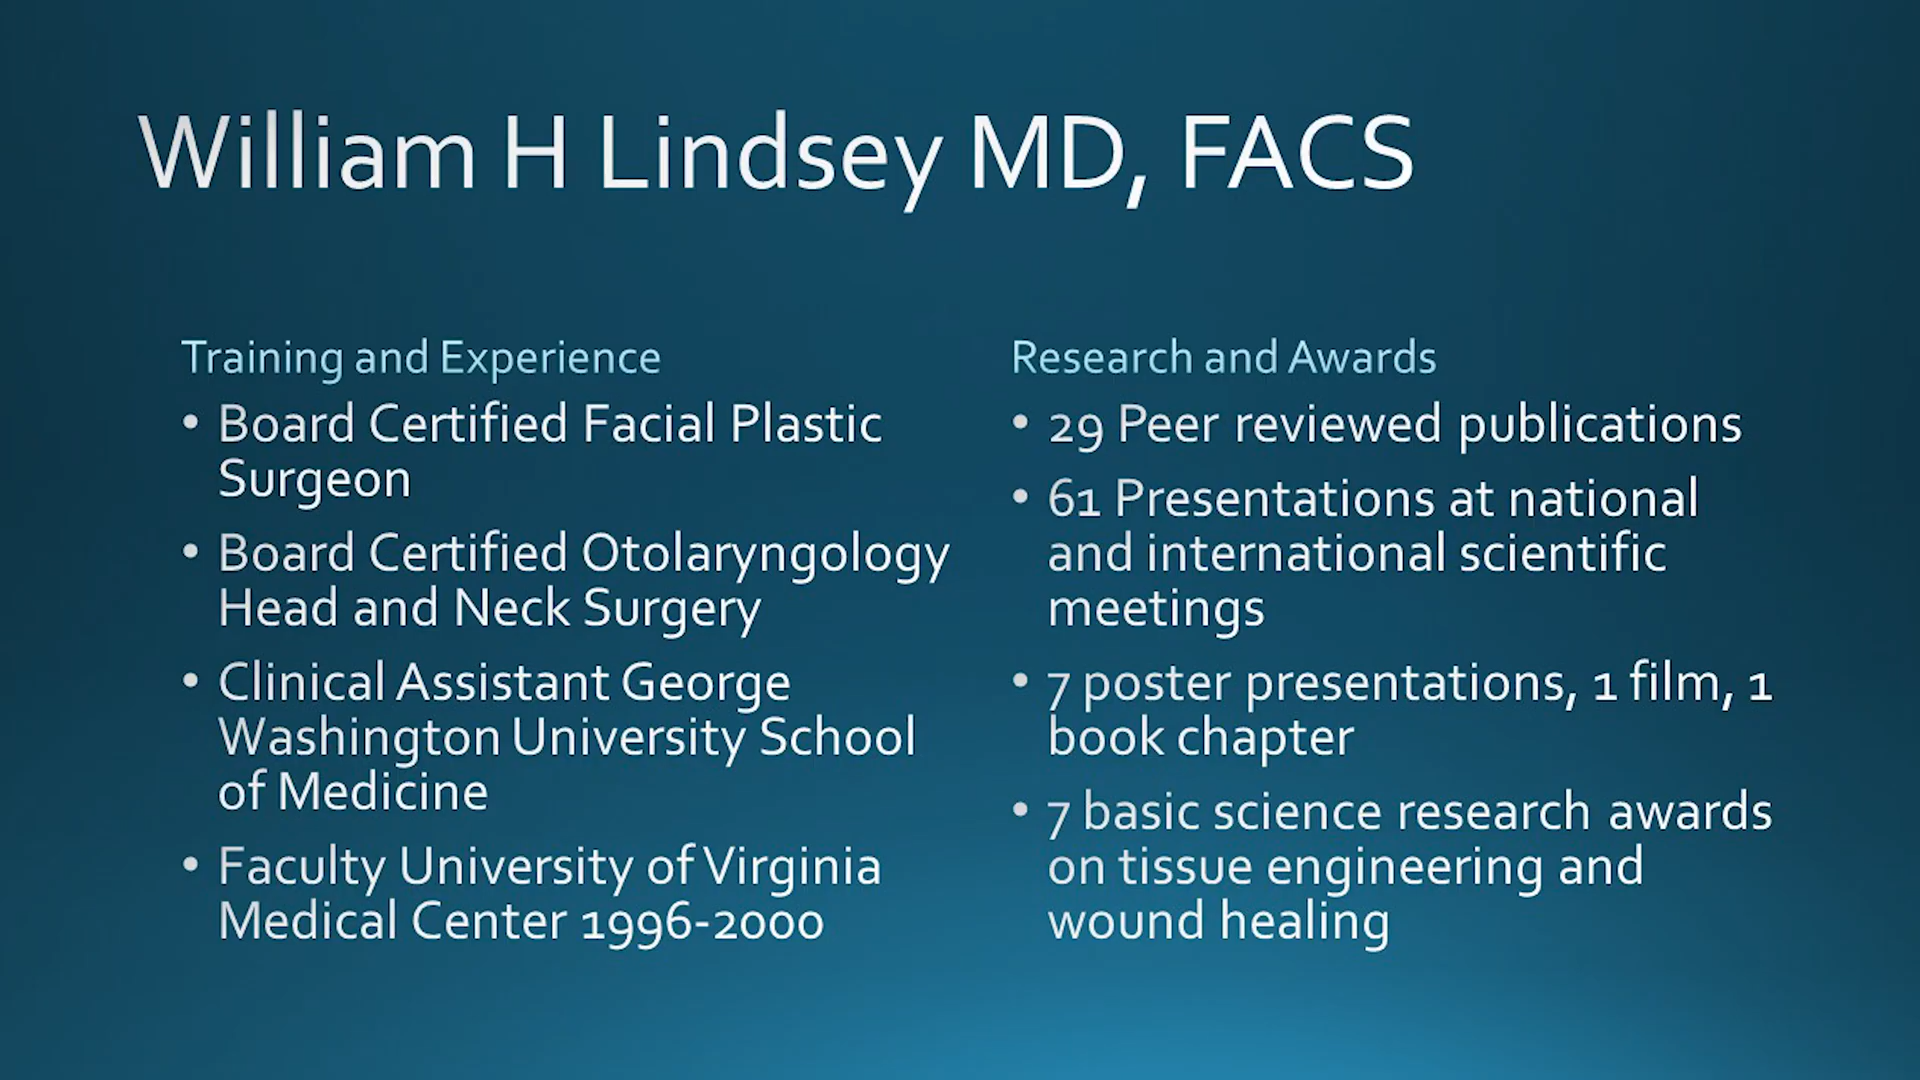 William H Lindsey MD, FACS
Training and Experience
• Board Certified Facial Plastic
Surgeon
• Board Certified Otolaryngology
Head and Neck Surgery
• Clinical Assistant George
Washington University School
of Medicine
• Faculty University of Virginia
Medical Center 1996-2000
Research and Awards
• 29 Peer reviewed publications
• 61 Presentations at national
and international scientific
meetings
• 7 poster presentations, 1 film, 1
book chapter
• 7 basic science research awards
on tissue engineering and
wound healing